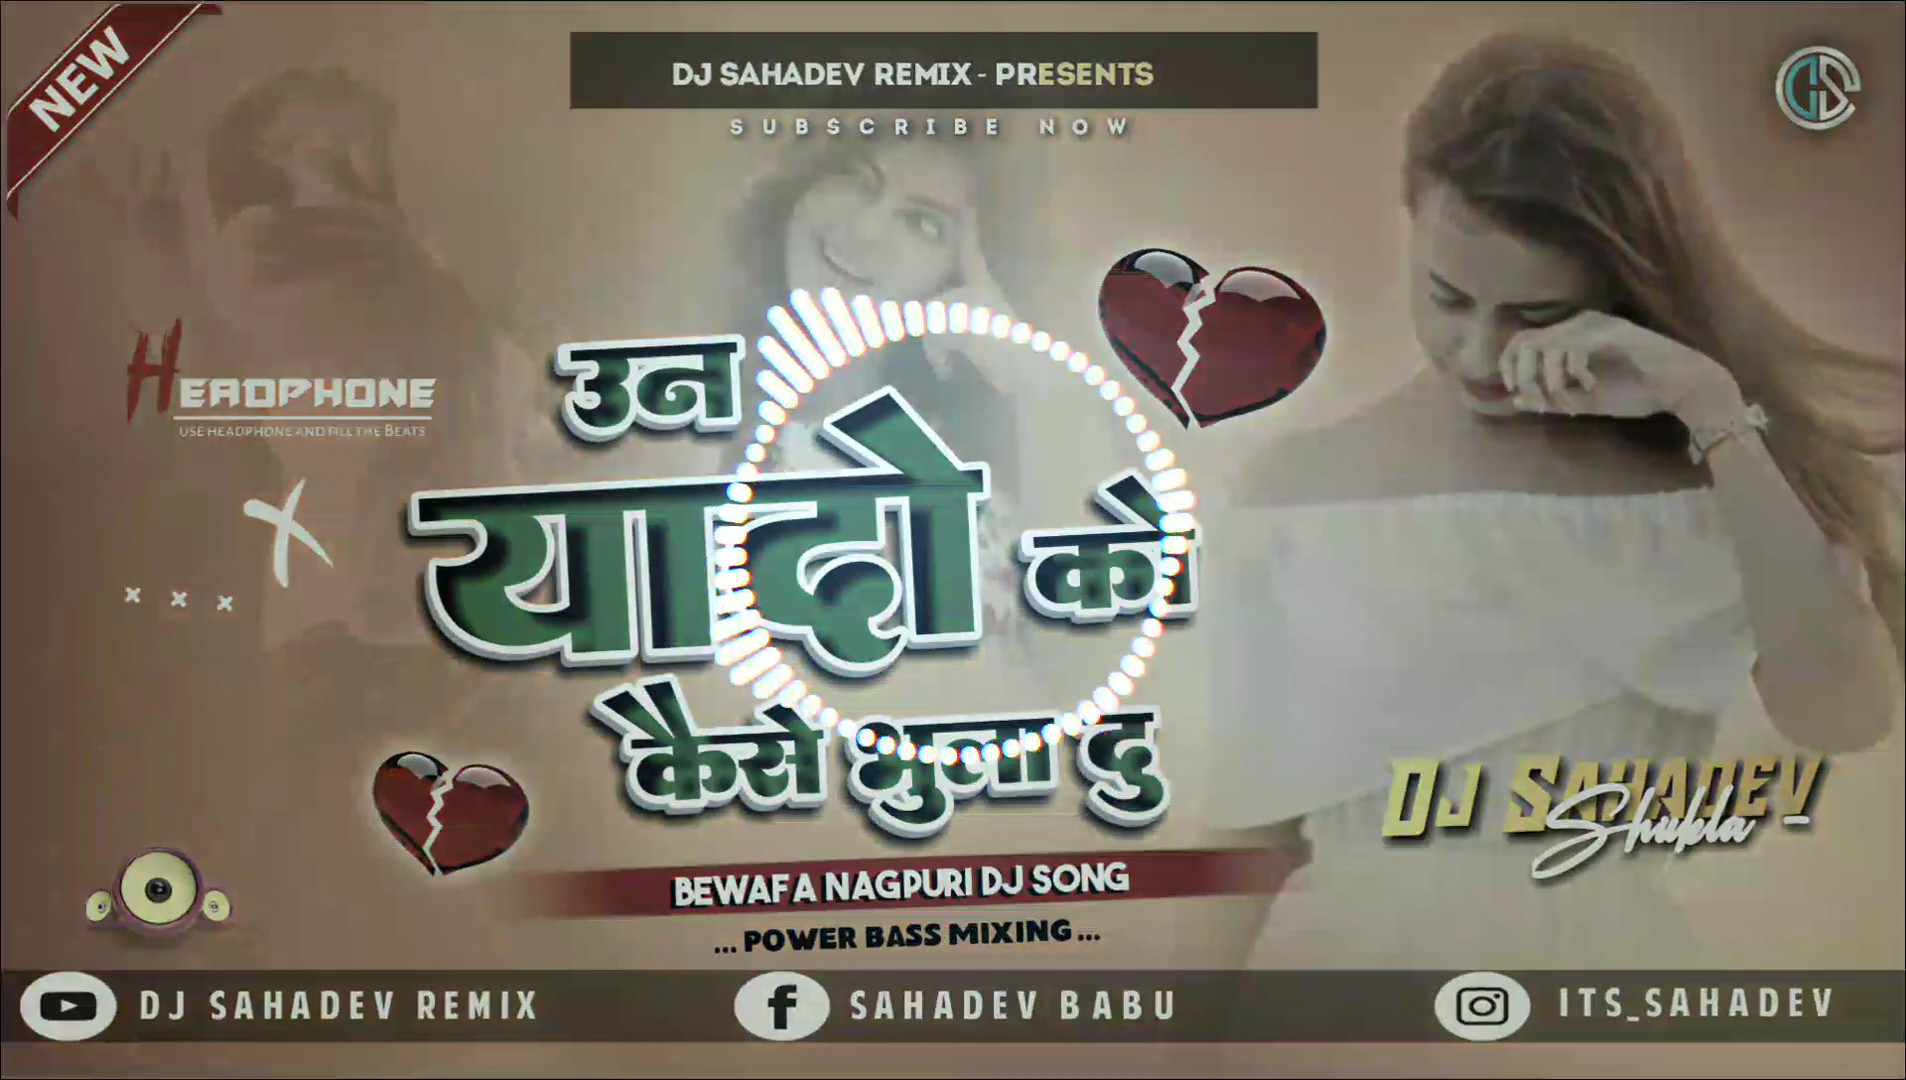 NEW
DJ SAHADEV REMIX - PRESENTS
SUBSCRIBE NOW
CS
HEADPHONE
USE HEADPHONE AND FILL THE BEATS
उन
यादो को
कैसे भुला दु
DJ SAHADEV
Shukla
BEWAFA NAGPURI DJ SONG
... POWER BASS MIXING ...
DJ SAHADEV REMIX
SAHADEV BABU
ITS_SAHADEV